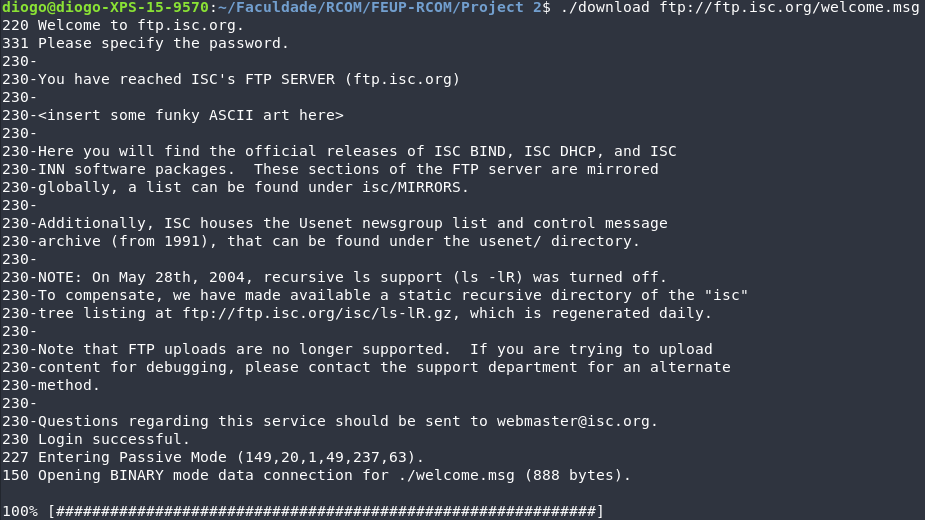 diogo@diogo-XPS-15-9570:~/Faculdade/RCOM/FEUP-RCOM/Project 2$ ./download ftp://ftp.isc.org/welcome.msg
220 Welcome to ftp.isc.org.
331 Please specify the password.
230-
230-You have reached ISC's FTP SERVER (ftp.isc.org)
230-
230-<insert some funky ASCII art here>
230-
230-Here you will find the official releases of ISC BIND, ISC DHCP, and ISC
230-INN software packages.  These sections of the FTP server are mirrored
230-globally, a list can be found under isc/MIRRORS.
230-
230-Additionally, ISC houses the Usenet newsgroup list and control message
230-archive (from 1991), that can be found under the usenet/ directory.
230-
230-NOTE: On May 28th, 2004, recursive ls support (ls -lR) was turned off.
230-To compensate, we have made available a static recursive directory of the "isc"
230-tree listing at ftp://ftp.isc.org/isc/ls-lR.gz, which is regenerated daily.
230-
230-Note that FTP uploads are no longer supported.  If you are trying to upload
230-content for debugging, please contact the support department for an alternate
230-method.
230-
230-Questions regarding this service should be sent to webmaster@isc.org.
230 Login successful.
227 Entering Passive Mode (149,20,1,49,237,63).
150 Opening BINARY mode data connection for ./welcome.msg (888 bytes).
100% [############################################################]